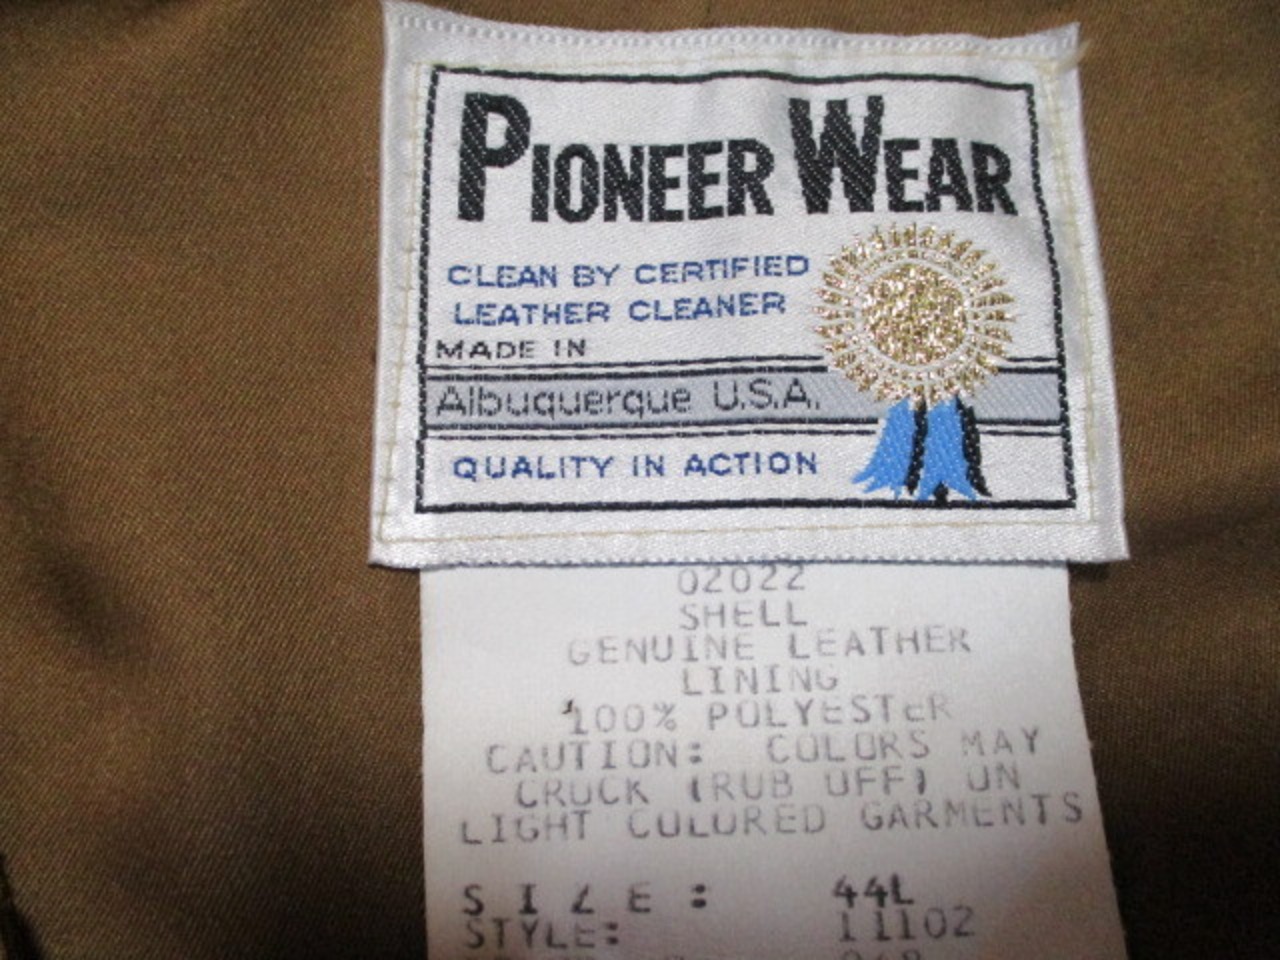 PIONEER WEAR
CLEAN BY CERTIFIED
LEATHER CLEANER
MADE IN
Albuquerque U.S.A.
QUALITY IN ACTION
02022
SHELL
GENUINE LEATHER
LINING
100% POLYESTER
CAUTION: COLORS MAY
CROCK (RUB OFF) ON
LIGHT COLORED GARMENTS
SIZE: 44L
STYLE: 11102